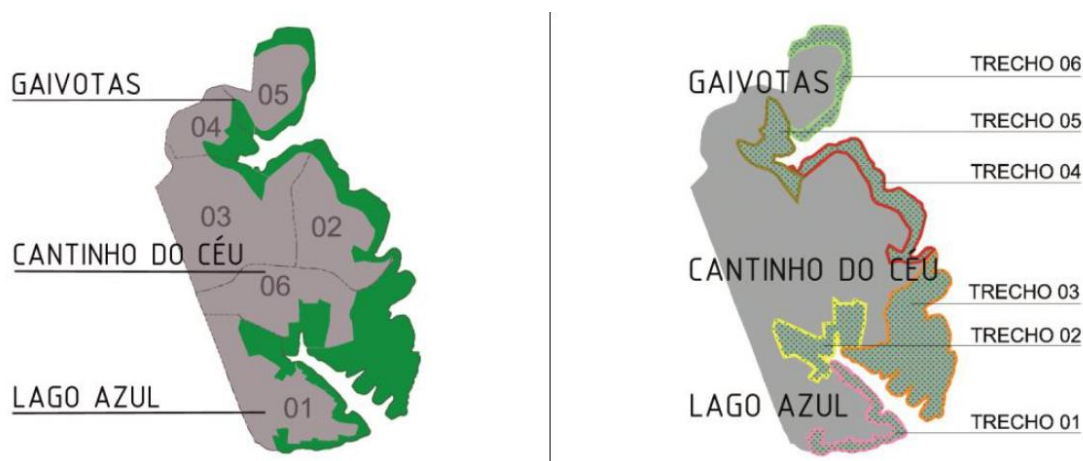 GAIVOTAS
05
04
03
02
CANTINHO DO CÉU
06
LAGO AZUL
01
GAIVOTAS
TRECHO 06
TRECHO 05
TRECHO 04
CANTINHO DO CÉU
TRECHO 03
TRECHO 02
LAGO AZUL
TRECHO 01